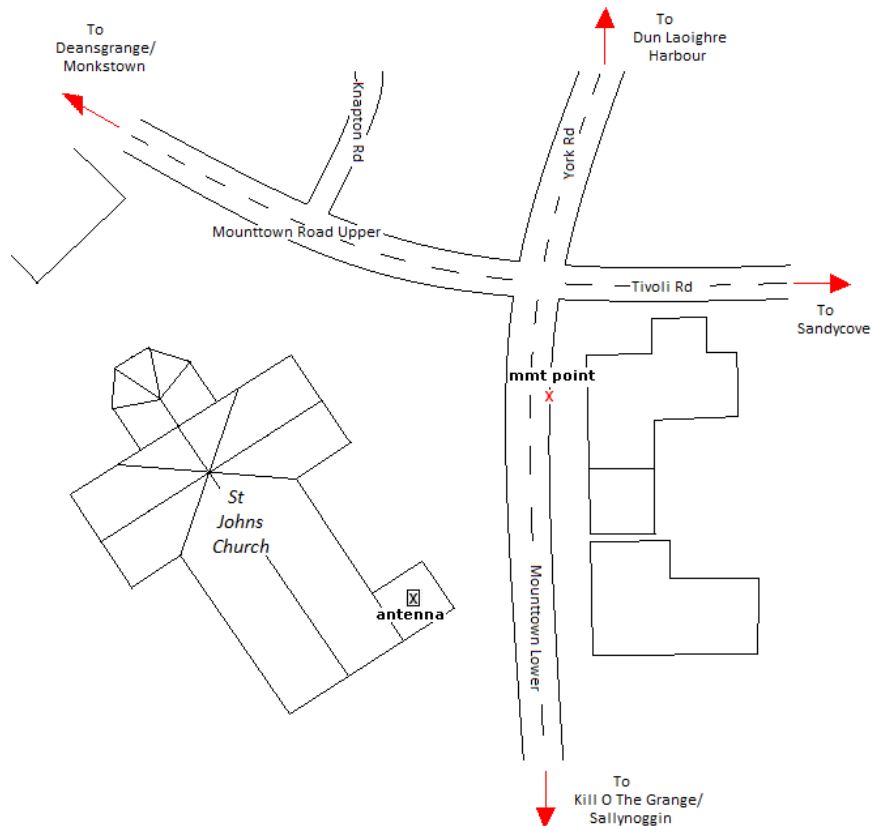 To
Deansgrange/
Monkstown
To
Dun Laoighre
Harbour
Knapton Rd
York Rd
Mounttown Road Upper
Tivoli Rd
To
Sandycove
mmt point
X
St
Johns
Church
X
antenna
Mounttown Lower
To
Kill O The Grange/
Sallynoggin